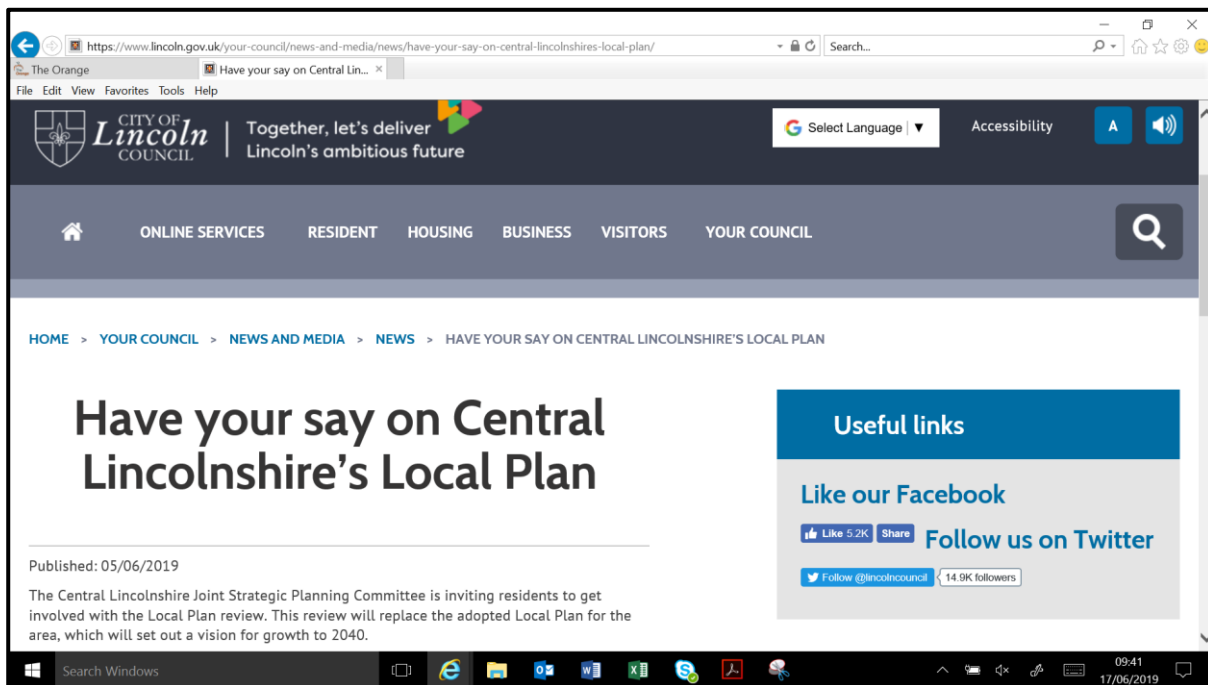 https://www.lincoln.gov.uk/your-council/news-and-media/news/have-your-say-on-central-lincolnshires-local-plan/
Search...
The Orange
Have your say on Central Lin...
File Edit View Favorites Tools Help
CITY OF
Lincoln
COUNCIL
Together, let's deliver
Lincoln's ambitious future
G Select Language ▼
Accessibility
A
ONLINE SERVICES RESIDENT HOUSING BUSINESS VISITORS YOUR COUNCIL
HOME > YOUR COUNCIL > NEWS AND MEDIA > NEWS > HAVE YOUR SAY ON CENTRAL LINCOLNSHIRE'S LOCAL PLAN
Have your say on Central
Lincolnshire's Local Plan
Published: 05/06/2019
The Central Lincolnshire Joint Strategic Planning Committee is inviting residents to get
involved with the Local Plan review. This review will replace the adopted Local Plan for the
area, which will set out a vision for growth to 2040.
Useful links
Like our Facebook
Like 5.2K Share
Follow us on Twitter
Follow @lincolncouncil 14.9K followers
Search Windows
09:41
17/06/2019